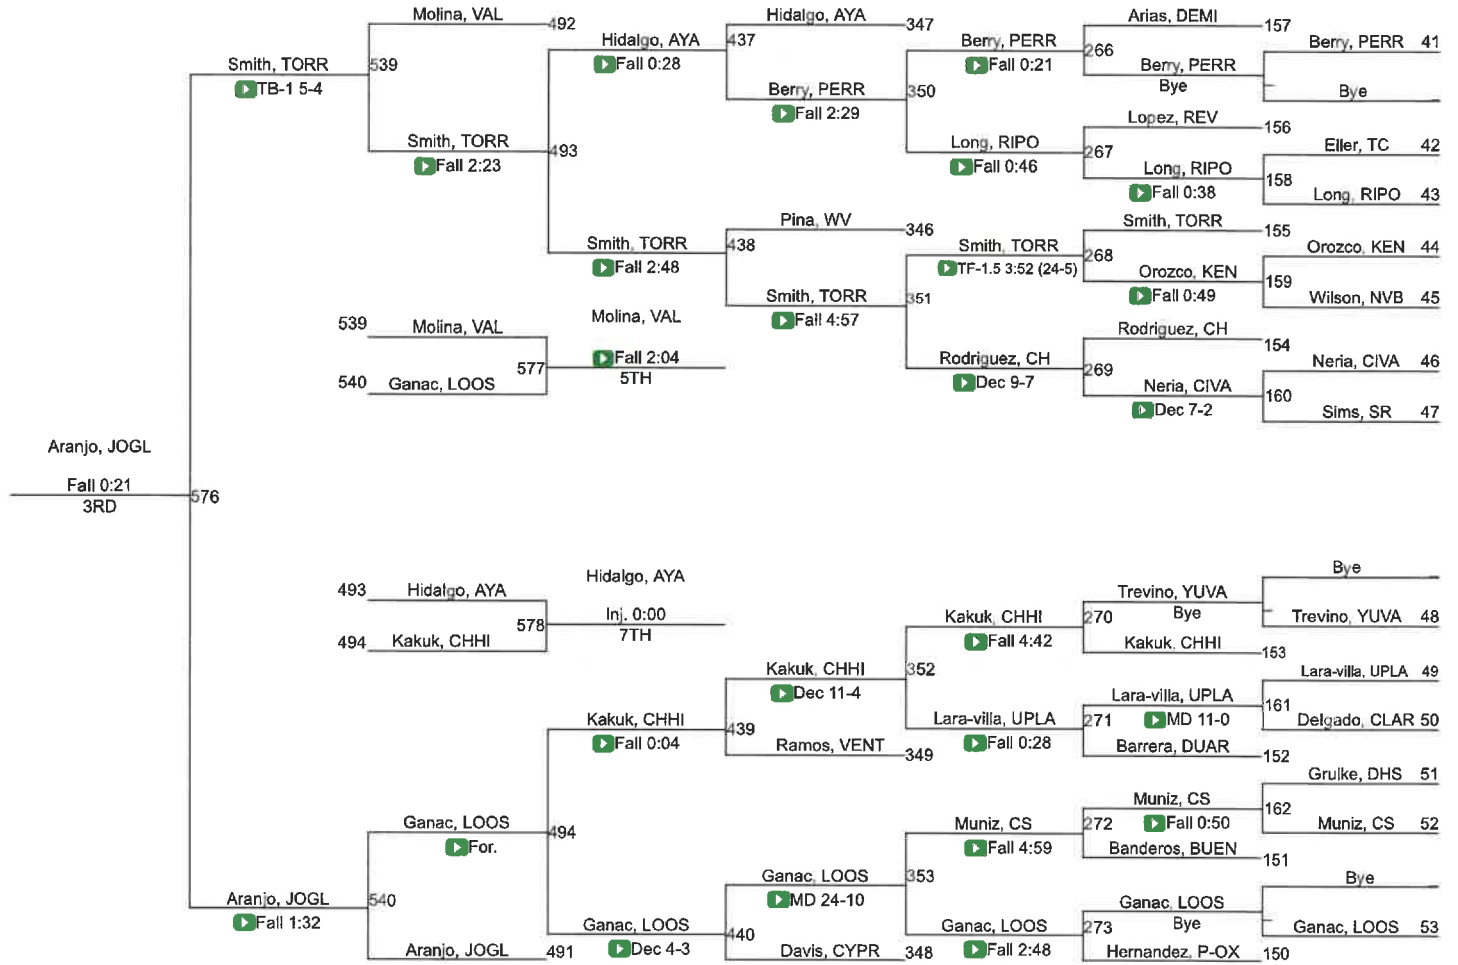 Molina, VAL 492
Hidalgo, AYA 347
Arias, DEMI 157
Hidalgo, AYA 437
Berry, PERR 266
Berry, PERR 41
Smith, TORR 539
Fall 0:28
Fall 0:21
Berry, PERR
TB-1 5-4
Berry, PERR 350
Bye
Bye
Fall 2:29
Lopez, REV 156
Smith, TORR 493
Long, RIPO 267
Eller, TC 42
Fall 2:23
Fall 0:46
Long, RIPO 158
Fall 0:38
Long, RIPO 43
Pina, WV 346
Smith, TORR 155
Smith, TORR 438
Smith, TORR 268
Orozco, KEN 44
Fall 2:48
TF-1.5 3:52 (24-5)
Orozco, KEN 159
Smith, TORR 351
Fall 0:49
Wilson, NVB 45
539 Molina, VAL
Molina, VAL
Fall 4:57
Rodriguez, CH 154
577
Fall 2:04
Rodriguez, CH 269
Neria, CIVA 46
540 Ganac, LOOS
5TH
Dec 9-7
Neria, CIVA 160
Dec 7-2
Sims, SR 47
Aranjo, JOGL
Fall 0:21
576
3RD
Bye
493 Hidalgo, AYA
Hidalgo, AYA
Trevino, YUVA
578
Inj. 0:00
Kakuk, CHHI 270
Bye
Trevino, YUVA 48
494 Kakuk, CHHI
7TH
Fall 4:42
Kakuk, CHHI 153
Kakuk, CHHI 352
Lara-villa, UPLA 49
Dec 11-4
Lara-villa, UPLA 161
Kakuk, CHHI 439
Lara-villa, UPLA 271
MD 11-0
Delgado, CLAR 50
Fall 0:04
Ramos, VENT 349
Fall 0:28
Barrera, DUAR 152
Grulke, DHS 51
Ganac, LOOS 494
Muniz, CS 272
Muniz, CS 162
For.
Fall 4:59
Fall 0:50
Muniz, CS 52
Banderos, BUEN 151
Ganac, LOOS 353
Bye
Aranjo, JOGL 540
MD 24-10
Ganac, LOOS
Fall 1:32
Ganac, LOOS 440
Ganac, LOOS 273
Bye
Ganac, LOOS 53
Aranjo, JOGL 491
Dec 4-3
Davis, CYPR 348
Fall 2:48
Hernandez, P-OX 150